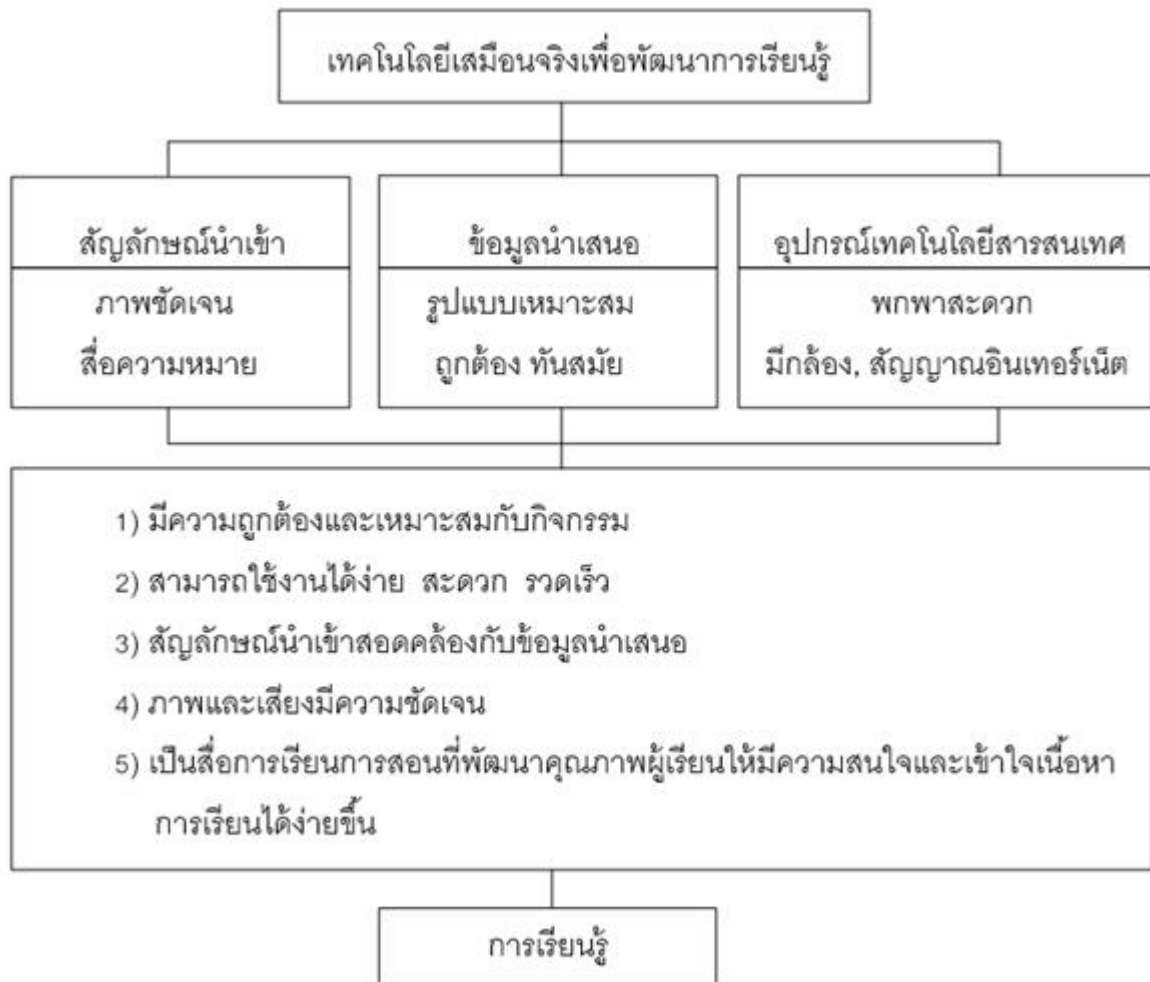 เทคโนโลยีเสมือนจริงเพื่อพัฒนาการเรียนรู้
สัญลักษณ์นำเข้า
ภาพชัดเจน
สื่อความหมาย
ข้อมูลนำเสนอ
รูปแบบเหมาะสม
ถูกต้อง ทันสมัย
อุปกรณ์เทคโนโลยีสารสนเทศ
พกพาสะดวก
มีกล้อง, สัญญาณอินเทอร์เน็ต
1) มีความถูกต้องและเหมาะสมกับกิจกรรม
2) สามารถใช้งานได้ง่าย สะดวก รวดเร็ว
3) สัญลักษณ์นำเข้าสอดคล้องกับข้อมูลนำเสนอ
4) ภาพและเสียงมีความชัดเจน
5) เป็นสื่อการเรียนการสอนที่พัฒนาคุณภาพผู้เรียนให้มีความสนใจและเข้าใจเนื้อหา
การเรียนได้ง่ายขึ้น
การเรียนรู้